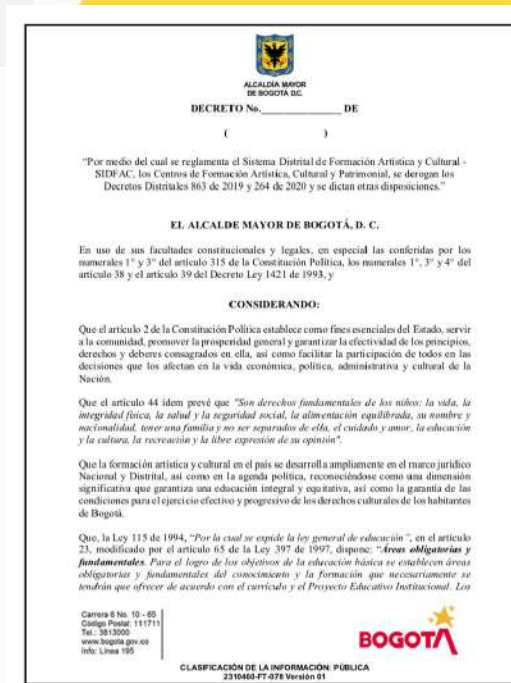 ALCALDÍA MAYOR
DE BOGOTÁ D.C.
DECRETO No.________________ DE
( )
"Por medio del cual se reglamenta el Sistema Distrital de Formación Artística y Cultural -
SIDFAC, los Centros de Formación Artística, Cultural y Patrimonial, se derogan los
Decretos Distritales 863 de 2019 y 264 de 2020 y se dictan otras disposiciones."
EL ALCALDE MAYOR DE BOGOTÁ, D. C.
En uso de sus facultades constitucionales y legales, en especial las conferidas por los
numerales 1° y 3° del artículo 315 de la Constitución Política, los numerales 1°, 3° y 4° del
artículo 38 y el artículo 39 del Decreto Ley 1421 de 1993, y
CONSIDERANDO:
Que el artículo 2 de la Constitución Política establece como fines esenciales del Estado, servir
a la comunidad, promover la prosperidad general y garantizar la efectividad de los principios,
derechos y deberes consagrados en ella, así como facilitar la participación de todos en las
decisiones que los afectan en la vida económica, política, administrativa y cultural de la
Nación.
Que el artículo 44 ídem prevé que "Son derechos fundamentales de los niños: la vida, la
integridad física, la salud y la seguridad social, la alimentación equilibrada, su nombre y
nacionalidad, tener una familia y no ser separados de ella, el cuidado y amor, la educación
y la cultura, la recreación y la libre expresión de su opinión".
Que la formación artística y cultural en el país se desarrolla ampliamente en el marco jurídico
Nacional y Distrital, así como en la agenda política, reconociéndose como una dimensión
significativa que garantiza una educación integral y equitativa, así como la garantía de las
condiciones para el ejercicio efectivo y progresivo de los derechos culturales de los habitantes
de Bogotá.
Que, la Ley 115 de 1994, "Por la cual se expide la ley general de educación", en el artículo
23, modificado por el artículo 65 de la Ley 397 de 1997, dispone: "Áreas obligatorias y
fundamentales. Para el logro de los objetivos de la educación básica se establecen áreas
obligatorias y fundamentales del conocimiento y la formación que necesariamente se
tendrán que ofrecer de acuerdo con el currículo y el Proyecto Educativo Institucional. Los
Carrera 8 No. 10 - 65
Código Postal: 111711
Tel.: 3813000
www.bogota.gov.co
Info: Línea 195
BOGOTÁ
CLASIFICACIÓN DE LA INFORMACIÓN: PÚBLICA
2310460-FT-078 Versión 01